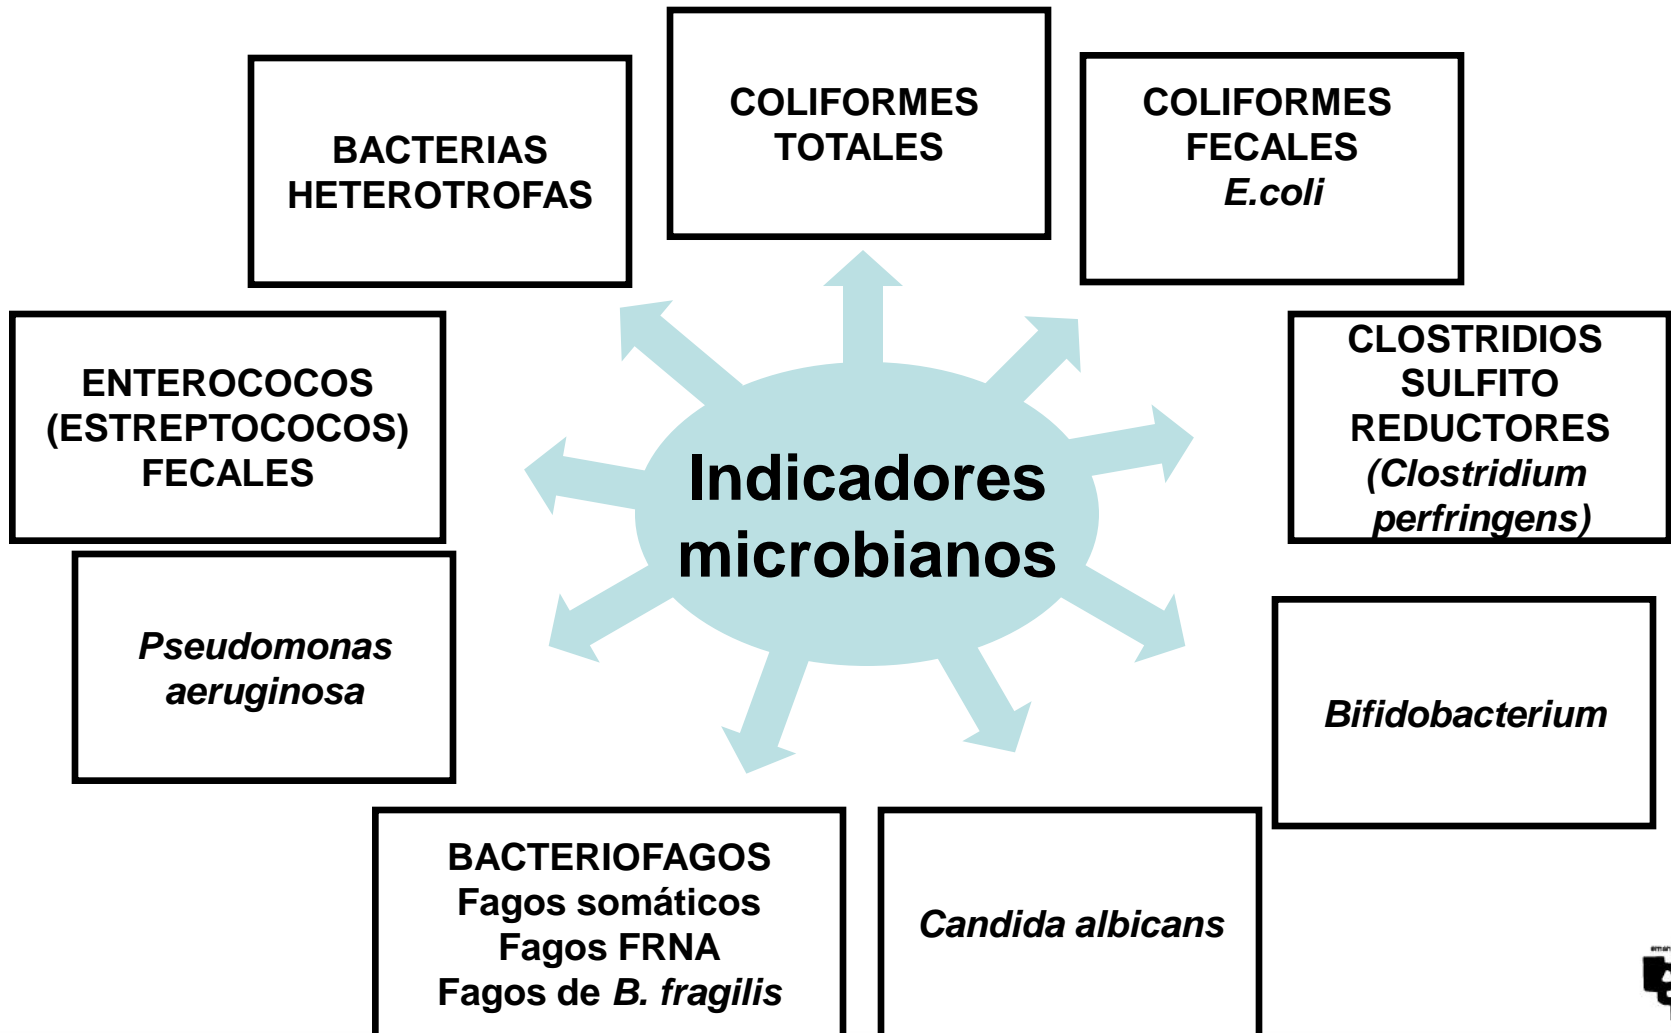 COLIFORMES
TOTALES
COLIFORMES
FECALES
E.coli
BACTERIAS
HETEROTROFAS
CLOSTRIDIOS
SULFITO
REDUCTORES
(Clostridium
perfringens)
ENTEROCOCOS
(ESTREPTOCOCOS)
FECALES
Indicadores
microbianos
Pseudomonas
aeruginosa
Bifidobacterium
BACTERIOFAGOS
Fagos somáticos
Fagos FRNA
Fagos de B. fragilis
Candida albicans